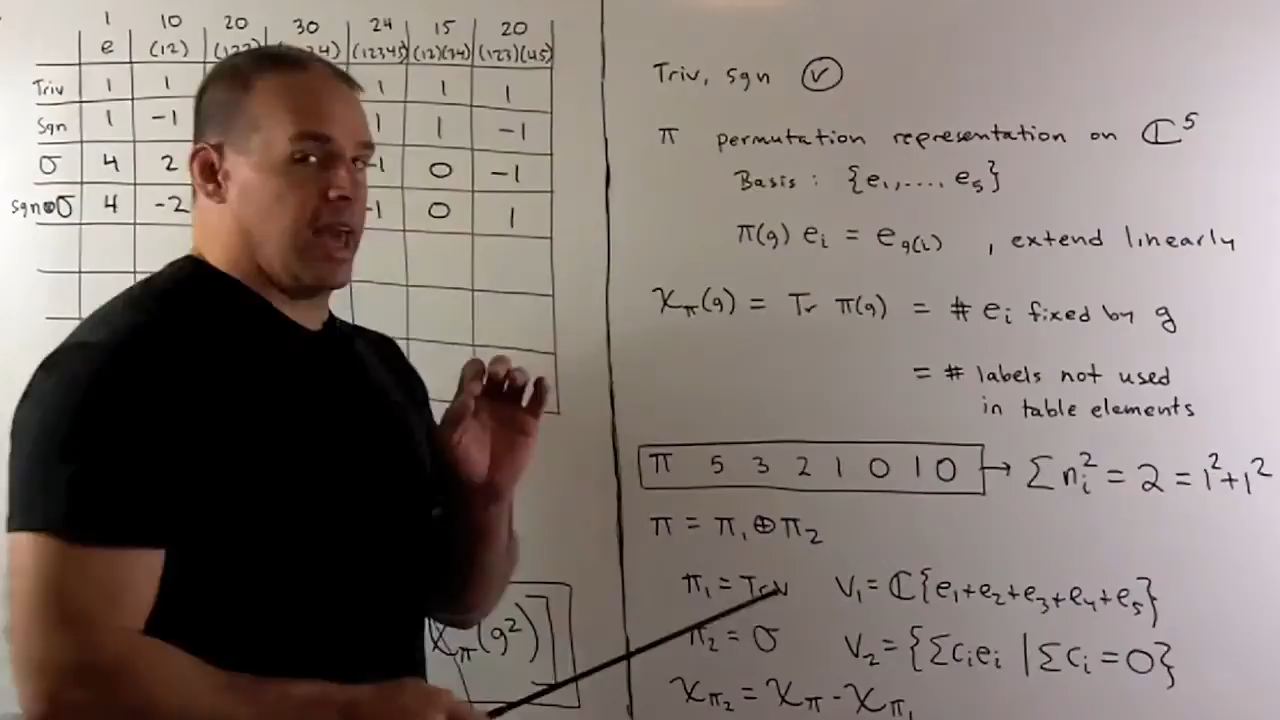 1 10 20 30 24 15 20
e (12) (12345) (12)(34) (123)(45)
Triv 1 1 1 1 1
Sgn 1 -1 1 1 -1
σ 4 2 -1 0 -1
sgn⊗σ 4 -2 -1 0 1
χ_π(g²)]
Triv, sgn ✓
π permutation representation on ℂ⁵
Basis: {e₁,.... e₅}
π(g) eᵢ = e_g(i) , extend linearly
χ_π(g) = Tr π(g) = # eᵢ fixed by g
= # labels not used
in table elements
π 5 3 2 1 0 1 0 → Σ nᵢ² = 2 = 1²+1²
π = π₁ ⊕ π₂
π₁ = Triv V₁ = ℂ{e₁+e₂+e₃+e₄+e₅}
π₂ = σ V₂ = {Σcᵢeᵢ | Σcᵢ = 0}
χ_π₂ = χ_π - χ_π₁